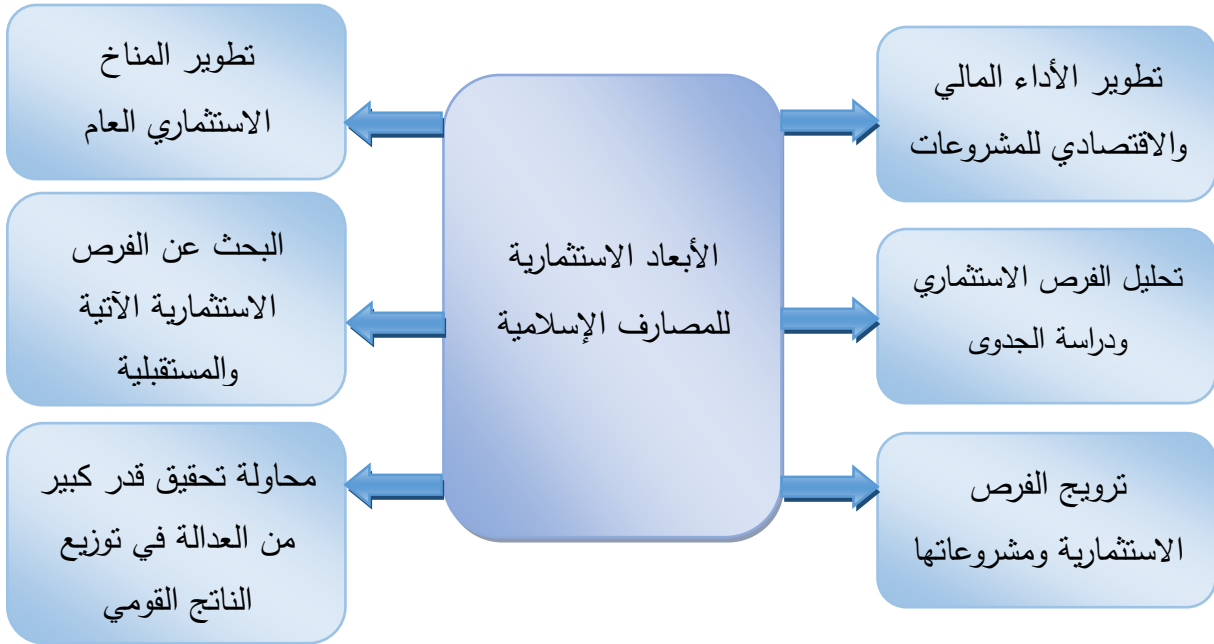 الأبعاد الاستثمارية
للمصارف الإسلامية
تطوير الأداء المالي
والاقتصادي للمشروعات
تحليل الفرص الاستثماري
ودراسة الجدوى
ترويج الفرص
الاستثمارية ومشروعاتها
تطوير المناخ
الاستثماري العام
البحث عن الفرص
الاستثمارية الآتية
والمستقبلية
محاولة تحقيق قدر كبير
من العدالة في توزيع
الناتج القومي